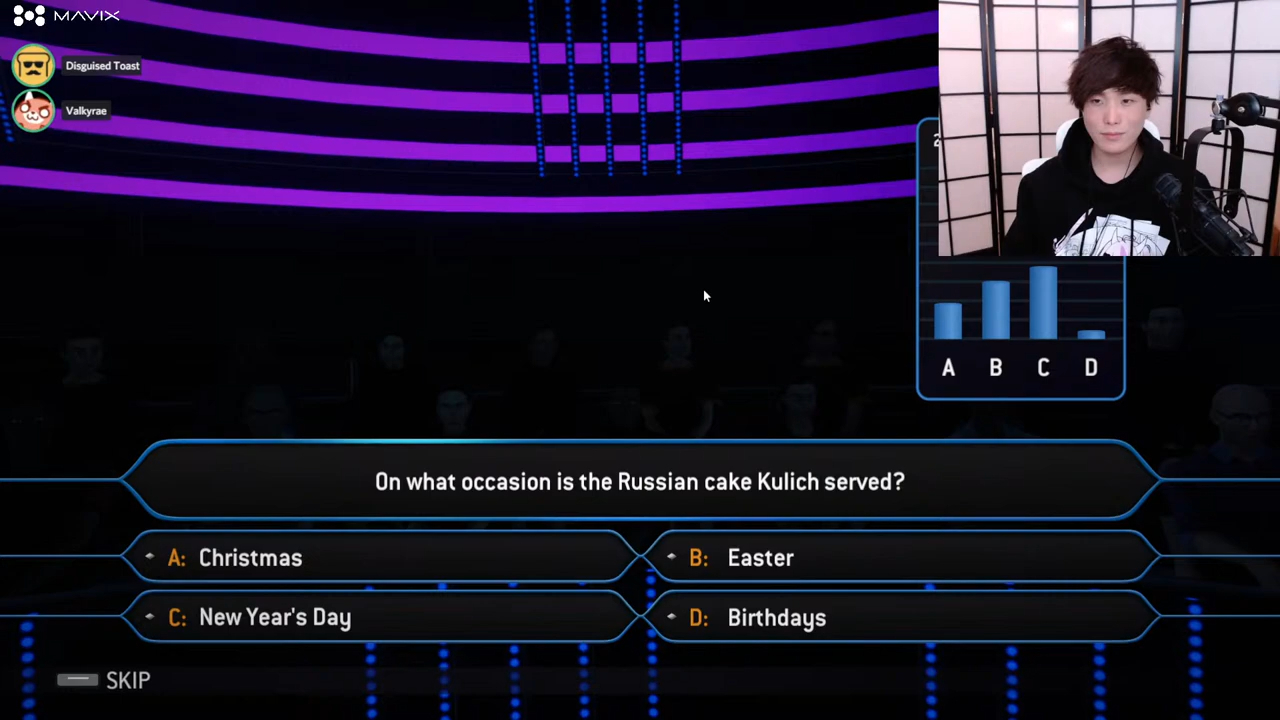 MAVIX
Disguised Toast
Valkyrae
2
A B C D
On what occasion is the Russian cake Kulich served?
A: Christmas
B: Easter
C: New Year's Day
D: Birthdays
SKIP